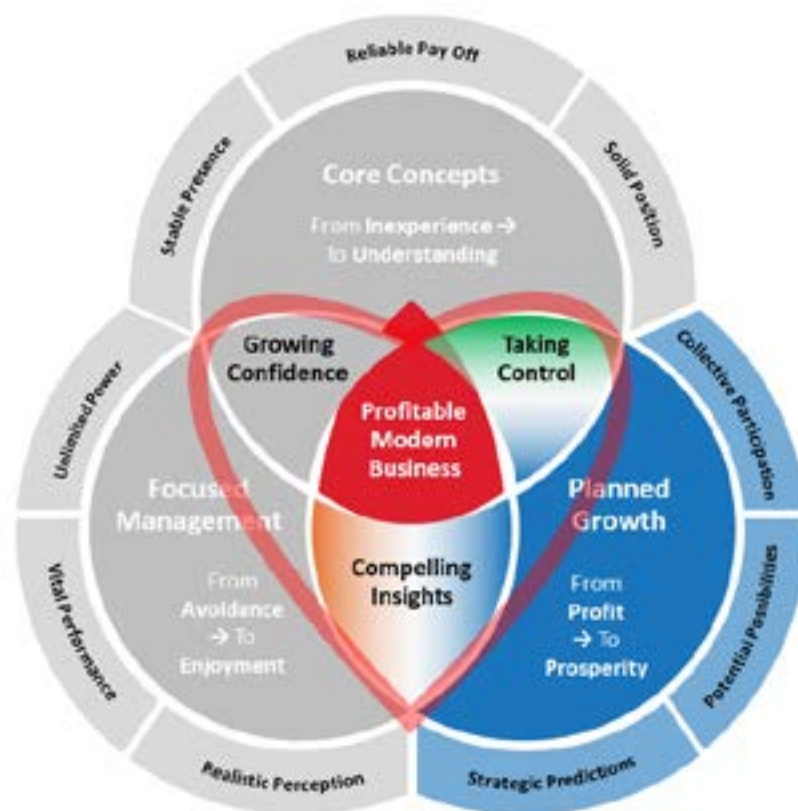 Reliable Pay Off
Stable Presence
Solid Position
Core Concepts
From Inexperience →
To Understanding
Growing
Confidence
Taking
Control
Profitable
Modern
Business
Unlimited Power
Collective Participation
Focused
Management
Planned
Growth
Compelling
Insights
From
Avoidance
→ To
Enjoyment
From
Profit
→ To
Prosperity
Vital Performance
Potential Possibilities
Realistic Perception
Strategic Predictions